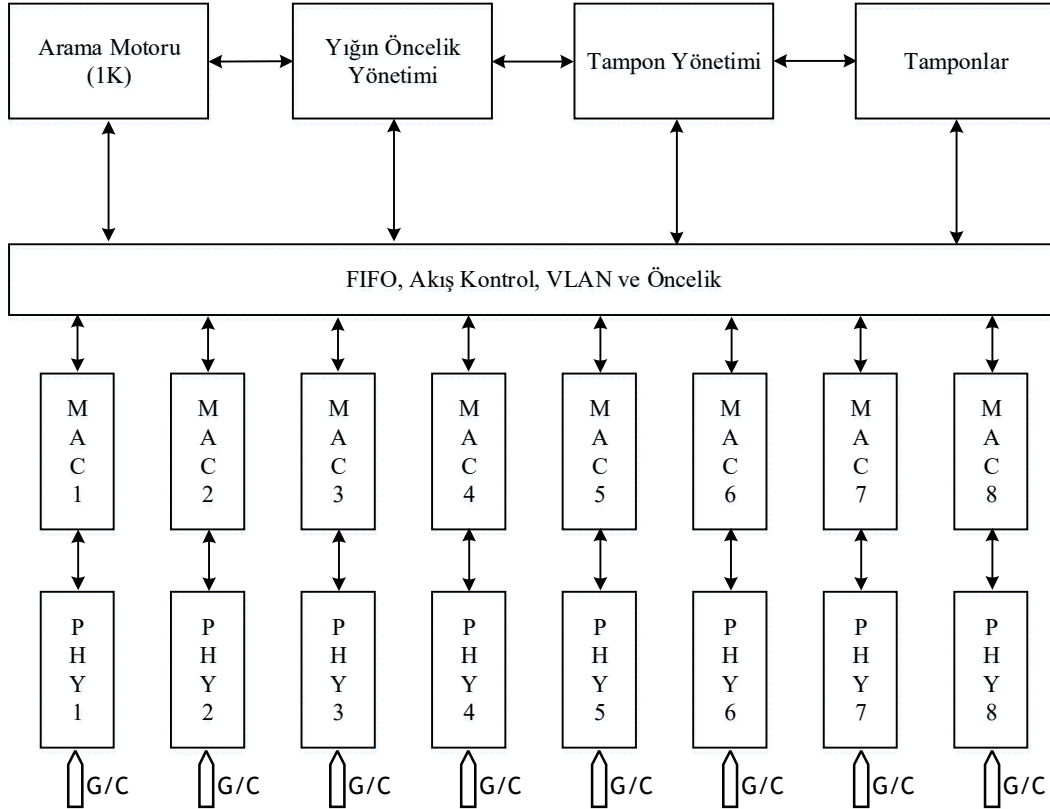 Arama Motoru
(1K)
Yığın Öncelik
Yönetimi
Tampon Yönetimi
Tamponlar
FIFO, Akış Kontrol, VLAN ve Öncelik
M
A
C
1
M
A
C
2
M
A
C
3
M
A
C
4
M
A
C
5
M
A
C
6
M
A
C
7
M
A
C
8
P
H
Y
1
P
H
Y
2
P
H
Y
3
P
H
Y
4
P
H
Y
5
P
H
Y
6
P
H
Y
7
P
H
Y
8
G/C
G/C
G/C
G/C
G/C
G/C
G/C
G/C